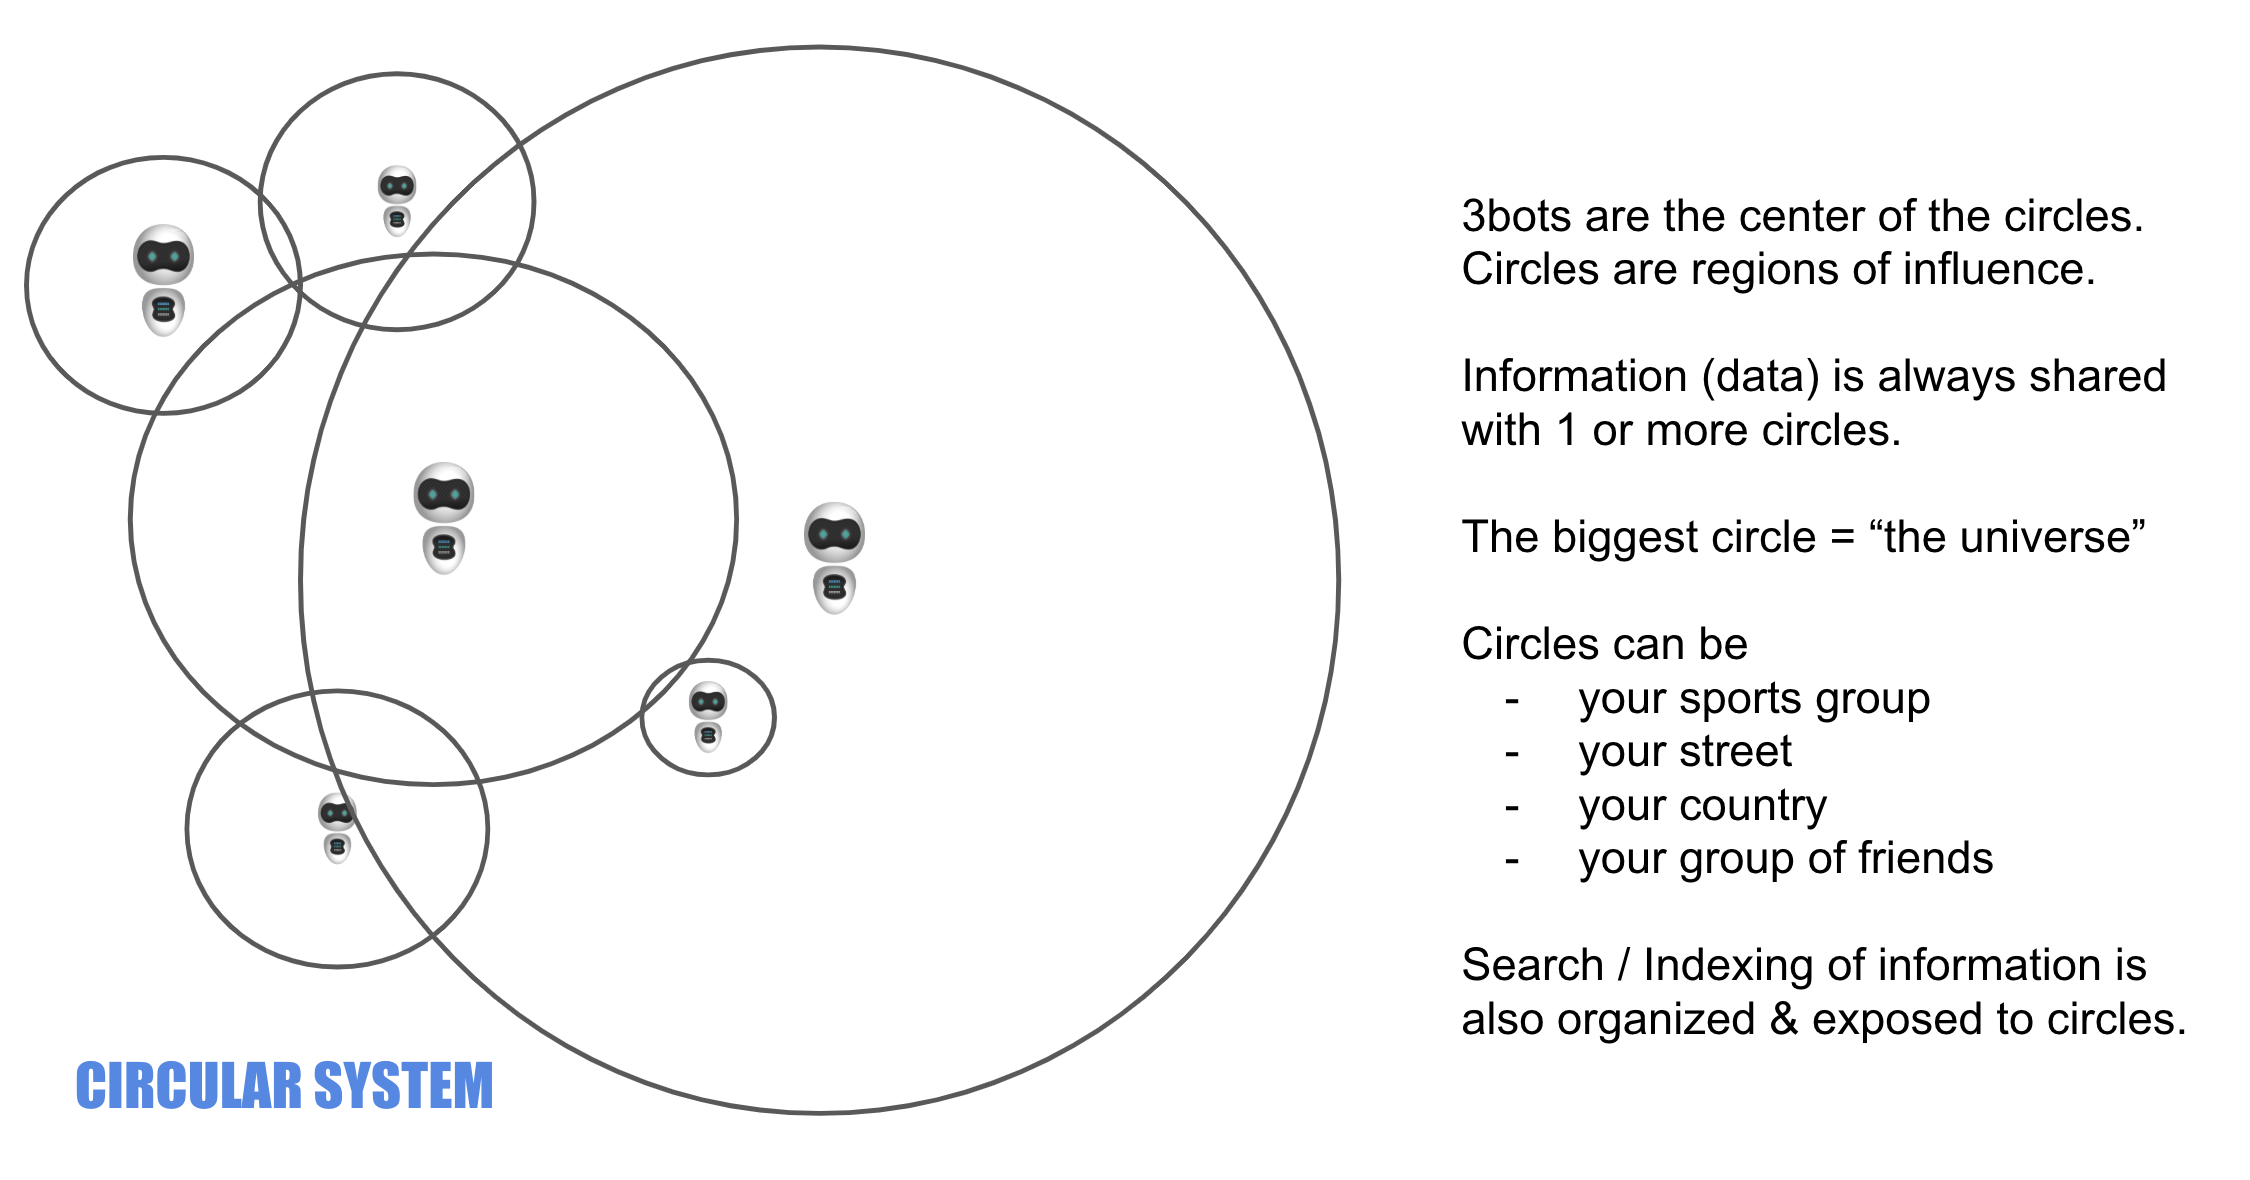 3bots are the center of the circles.
Circles are regions of influence.
Information (data) is always shared
with 1 or more circles.
The biggest circle = “the universe”
Circles can be
- your sports group
- your street
- your country
- your group of friends
Search / Indexing of information is
also organized & exposed to circles.
CIRCULAR SYSTEM